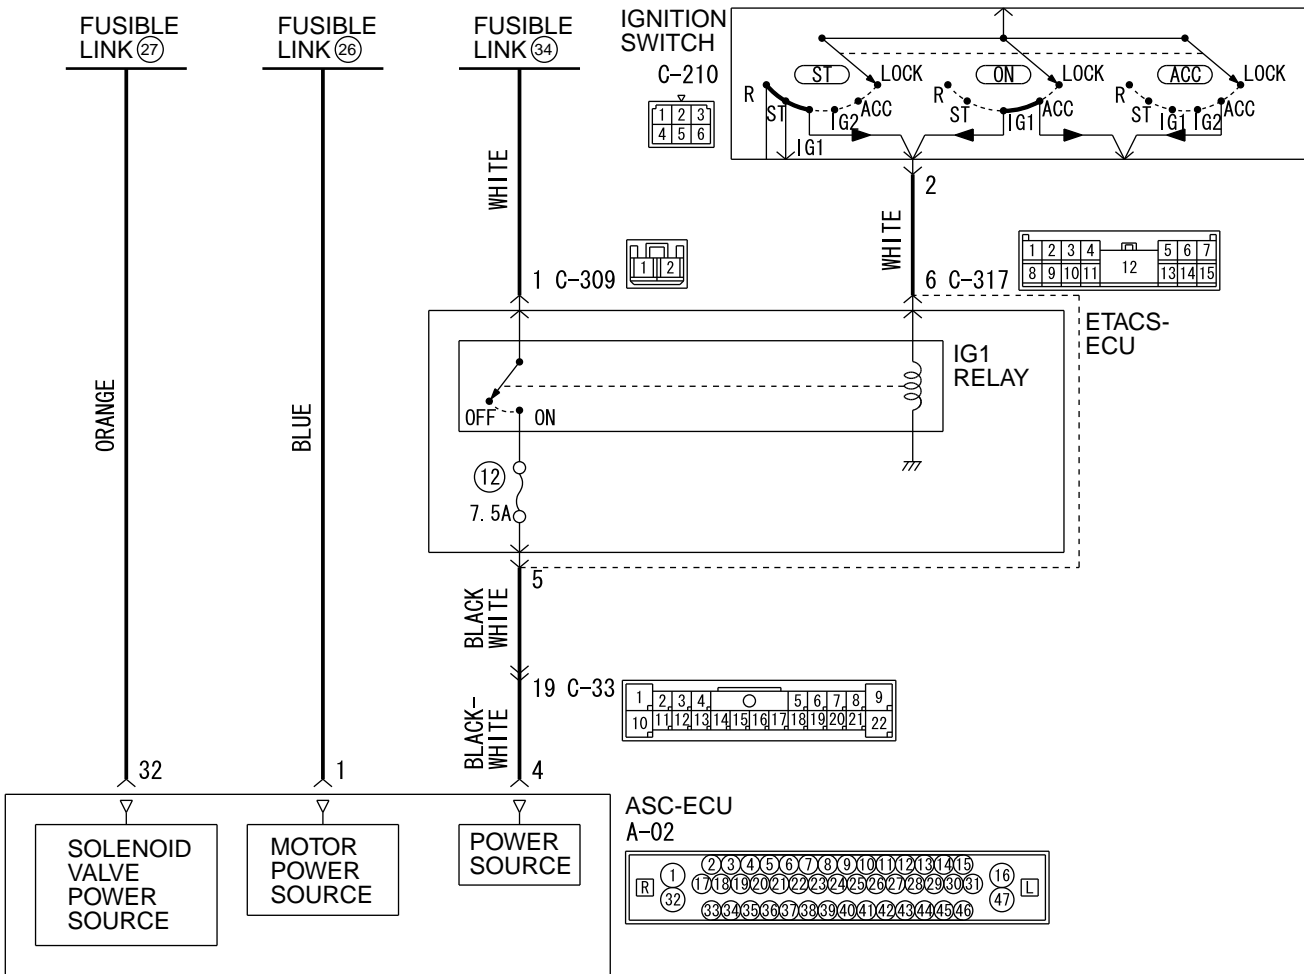 FUSIBLE
LINK 27
FUSIBLE
LINK 26
FUSIBLE
LINK 34
IGNITION
SWITCH
C-210
1 2 3
4 5 6
ST
LOCK
R
ST
IG1
IG2
ACC
ON
LOCK
R
ST
IG1
ACC
ACC
LOCK
R
ST
IG1
IG2
ACC
2
WHITE
WHITE
1 C-309
1 2
6 C-317
1 2 3 4 12 5 6 7
8 9 10 11 13 14 15
ETACS-
ECU
IG1
RELAY
OFF ON
12
7.5A
ORANGE
BLUE
5
BLACK
WHITE
19 C-33
1 2 3 4 5 6 7 8 9
10 11 12 13 14 15 16 17 18 19 20 21 22
BLACK-
WHITE
32
1
4
SOLENOID
VALVE
POWER
SOURCE
MOTOR
POWER
SOURCE
POWER
SOURCE
ASC-ECU
A-02
R 1 2 3 4 5 6 7 8 9 10 11 12 13 14 15 16 L
17 18 19 20 21 22 23 24 25 26 27 28 29 30 31
32 33 34 35 36 37 38 39 40 41 42 43 44 45 46 47